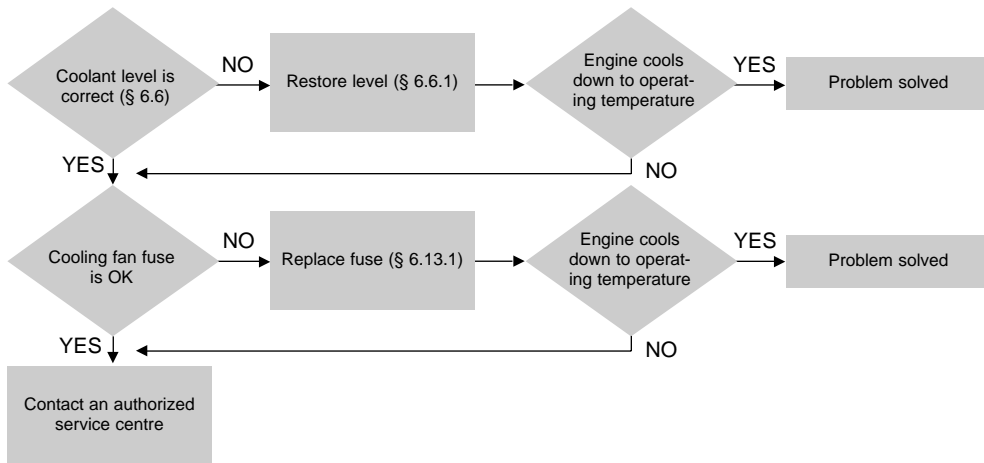 Coolant level is
correct (§ 6.6)
NO
Restore level (§ 6.6.1)
Engine cools
down to operat-
ing temperature
YES
Problem solved
YES
NO
Cooling fan fuse
is OK
NO
Replace fuse (§ 6.13.1)
Engine cools
down to operat-
ing temperature
YES
Problem solved
YES
NO
Contact an authorized
service centre